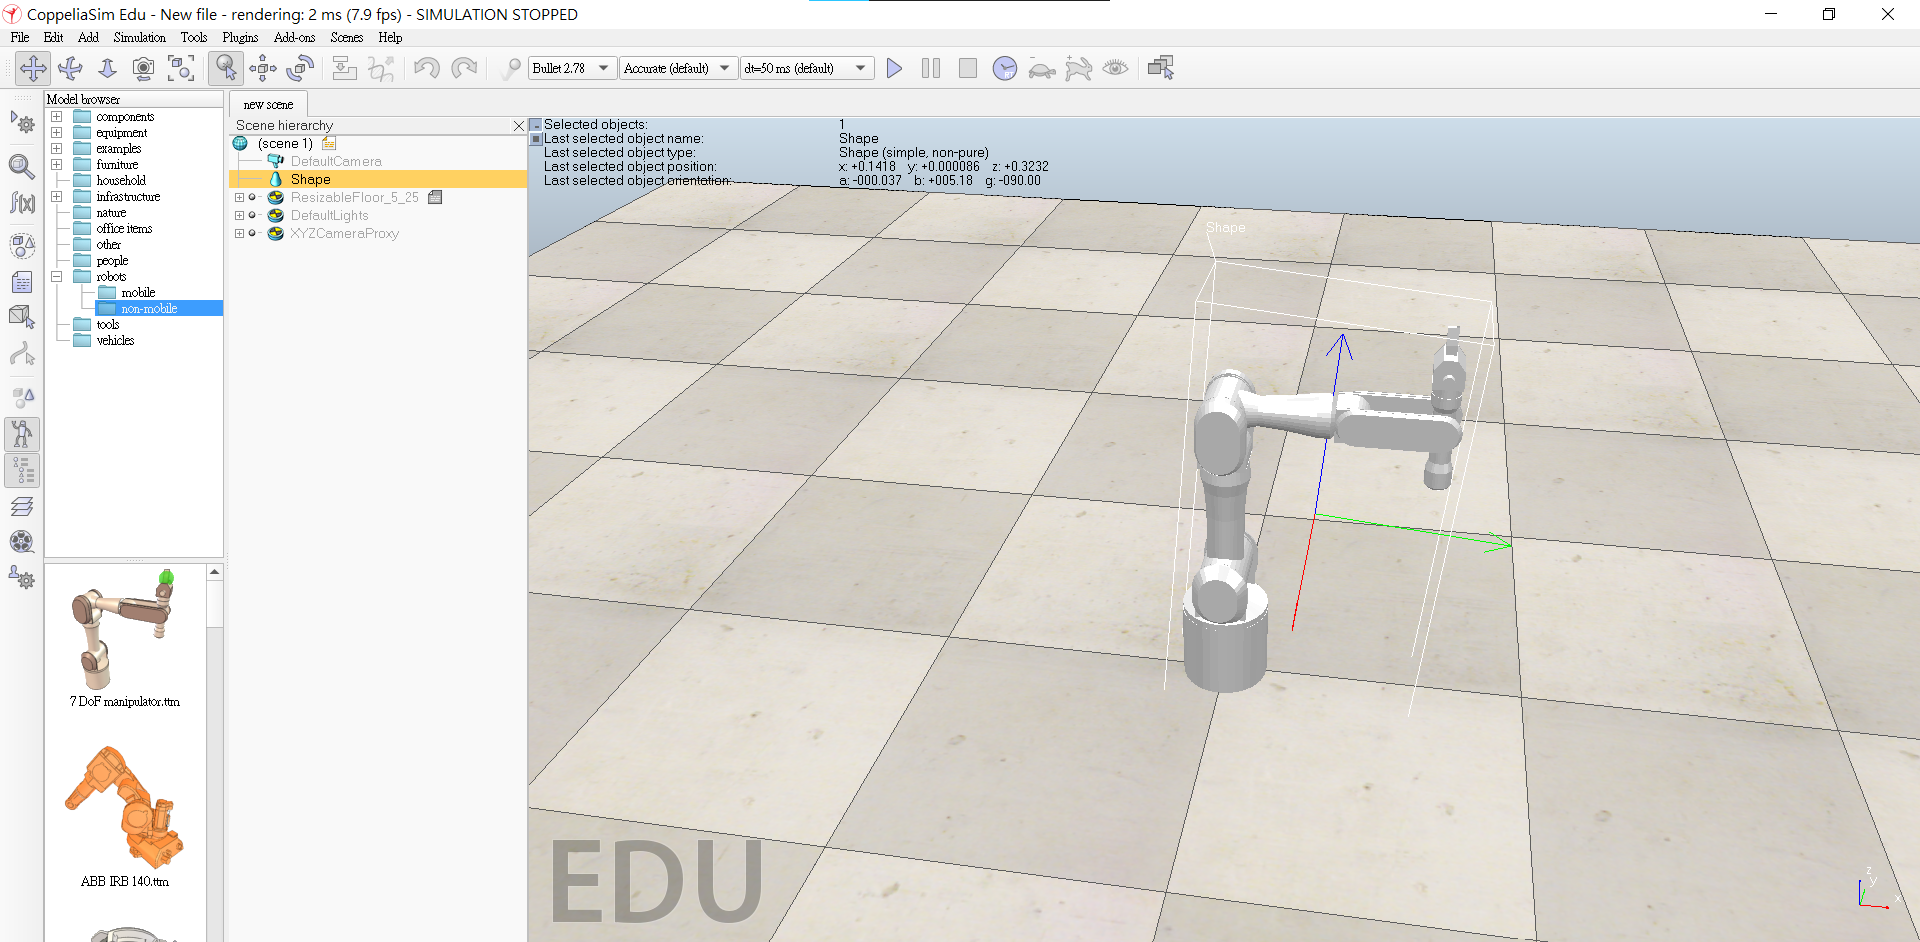 CoppeliaSim Edu - New file - rendering: 2 ms (7.9 fps) - SIMULATION STOPPED
File Edit Add Simulation Tools Plugins Add-ons Scenes Help
Bullet 2.78 Accurate (default) dt=50 ms (default)
RT
f(x)
Model browser
components
equipment
examples
furniture
household
infrastructure
nature
office items
other
people
robots
mobile
non-mobile
tools
vehicles
7 DoF manipulator.ttm
ABB IRB 140.ttm
new scene
Scene hierarchy
(scene 1)
DefaultCamera
Shape
ResizableFloor_5_25
DefaultLights
XYZCameraProxy
Selected objects: 1
Last selected object name: Shape
Last selected object type: Shape (simple, non-pure)
Last selected object position: x: +0.1418 y: +0.000086 z: +0.3232
Last selected object orientation: a: -000.037 b: +005.18 g: -090.00
Shape
EDU
z
y
x